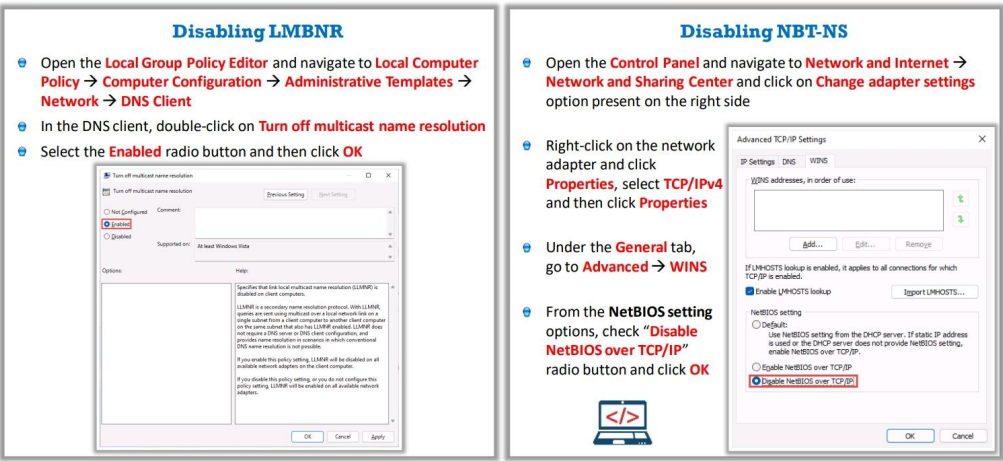 Disabling LMBNR
Open the Local Group Policy Editor and navigate to Local Computer
Policy → Computer Configuration → Administrative Templates →
Network → DNS Client
In the DNS client, double-click on Turn off multicast name resolution
Select the Enabled radio button and then click OK
Turn off multicast name resolution
Turn off multicast name resolution
Previous Setting
Next Setting
Not Configured
Comment:
Enabled
Disabled
Supported on:
At least Windows Vista
Options:
Help:
Specifies that link local multicast name resolution (LLMNR) is
disabled on client computers.
LLMNR is a secondary name resolution protocol. With LLMNR,
queries are sent using multicast over a local network link on a
single subnet from a client computer to another client computer
on the same subnet that also has LLMNR enabled. LLMNR does
not require a DNS server or DNS client configuration, and
provides name resolution in scenarios in which conventional
DNS name resolution is not possible.
If you enable this policy setting, LLMNR will be disabled on all
available network adapters on the client computer.
If you disable this policy setting, or you do not configure this
policy setting, LLMNR will be enabled on all available network
adapters.
OK
Cancel
Apply
Disabling NBT-NS
Open the Control Panel and navigate to Network and Internet →
Network and Sharing Center and click on Change adapter settings
option present on the right side
Right-click on the network
adapter and click
Properties, select TCP/IPv4
and then click Properties
Under the General tab,
go to Advanced → WINS
From the NetBIOS setting
options, check “Disable
NetBIOS over TCP/IP”
radio button and click OK
</>
Advanced TCP/IP Settings
IP Settings DNS WINS
WINS addresses, in order of use:
Add...
Edit...
Remove
If LMHOSTS lookup is enabled, it applies to all connections for which
TCP/IP is enabled.
Enable LMHOSTS lookup
Import LMHOSTS...
NetBIOS setting
Default:
Use NetBIOS setting from the DHCP server. If static IP address
is used or the DHCP server does not provide NetBIOS setting,
enable NetBIOS over TCP/IP.
Enable NetBIOS over TCP/IP
Disable NetBIOS over TCP/IP
OK
Cancel